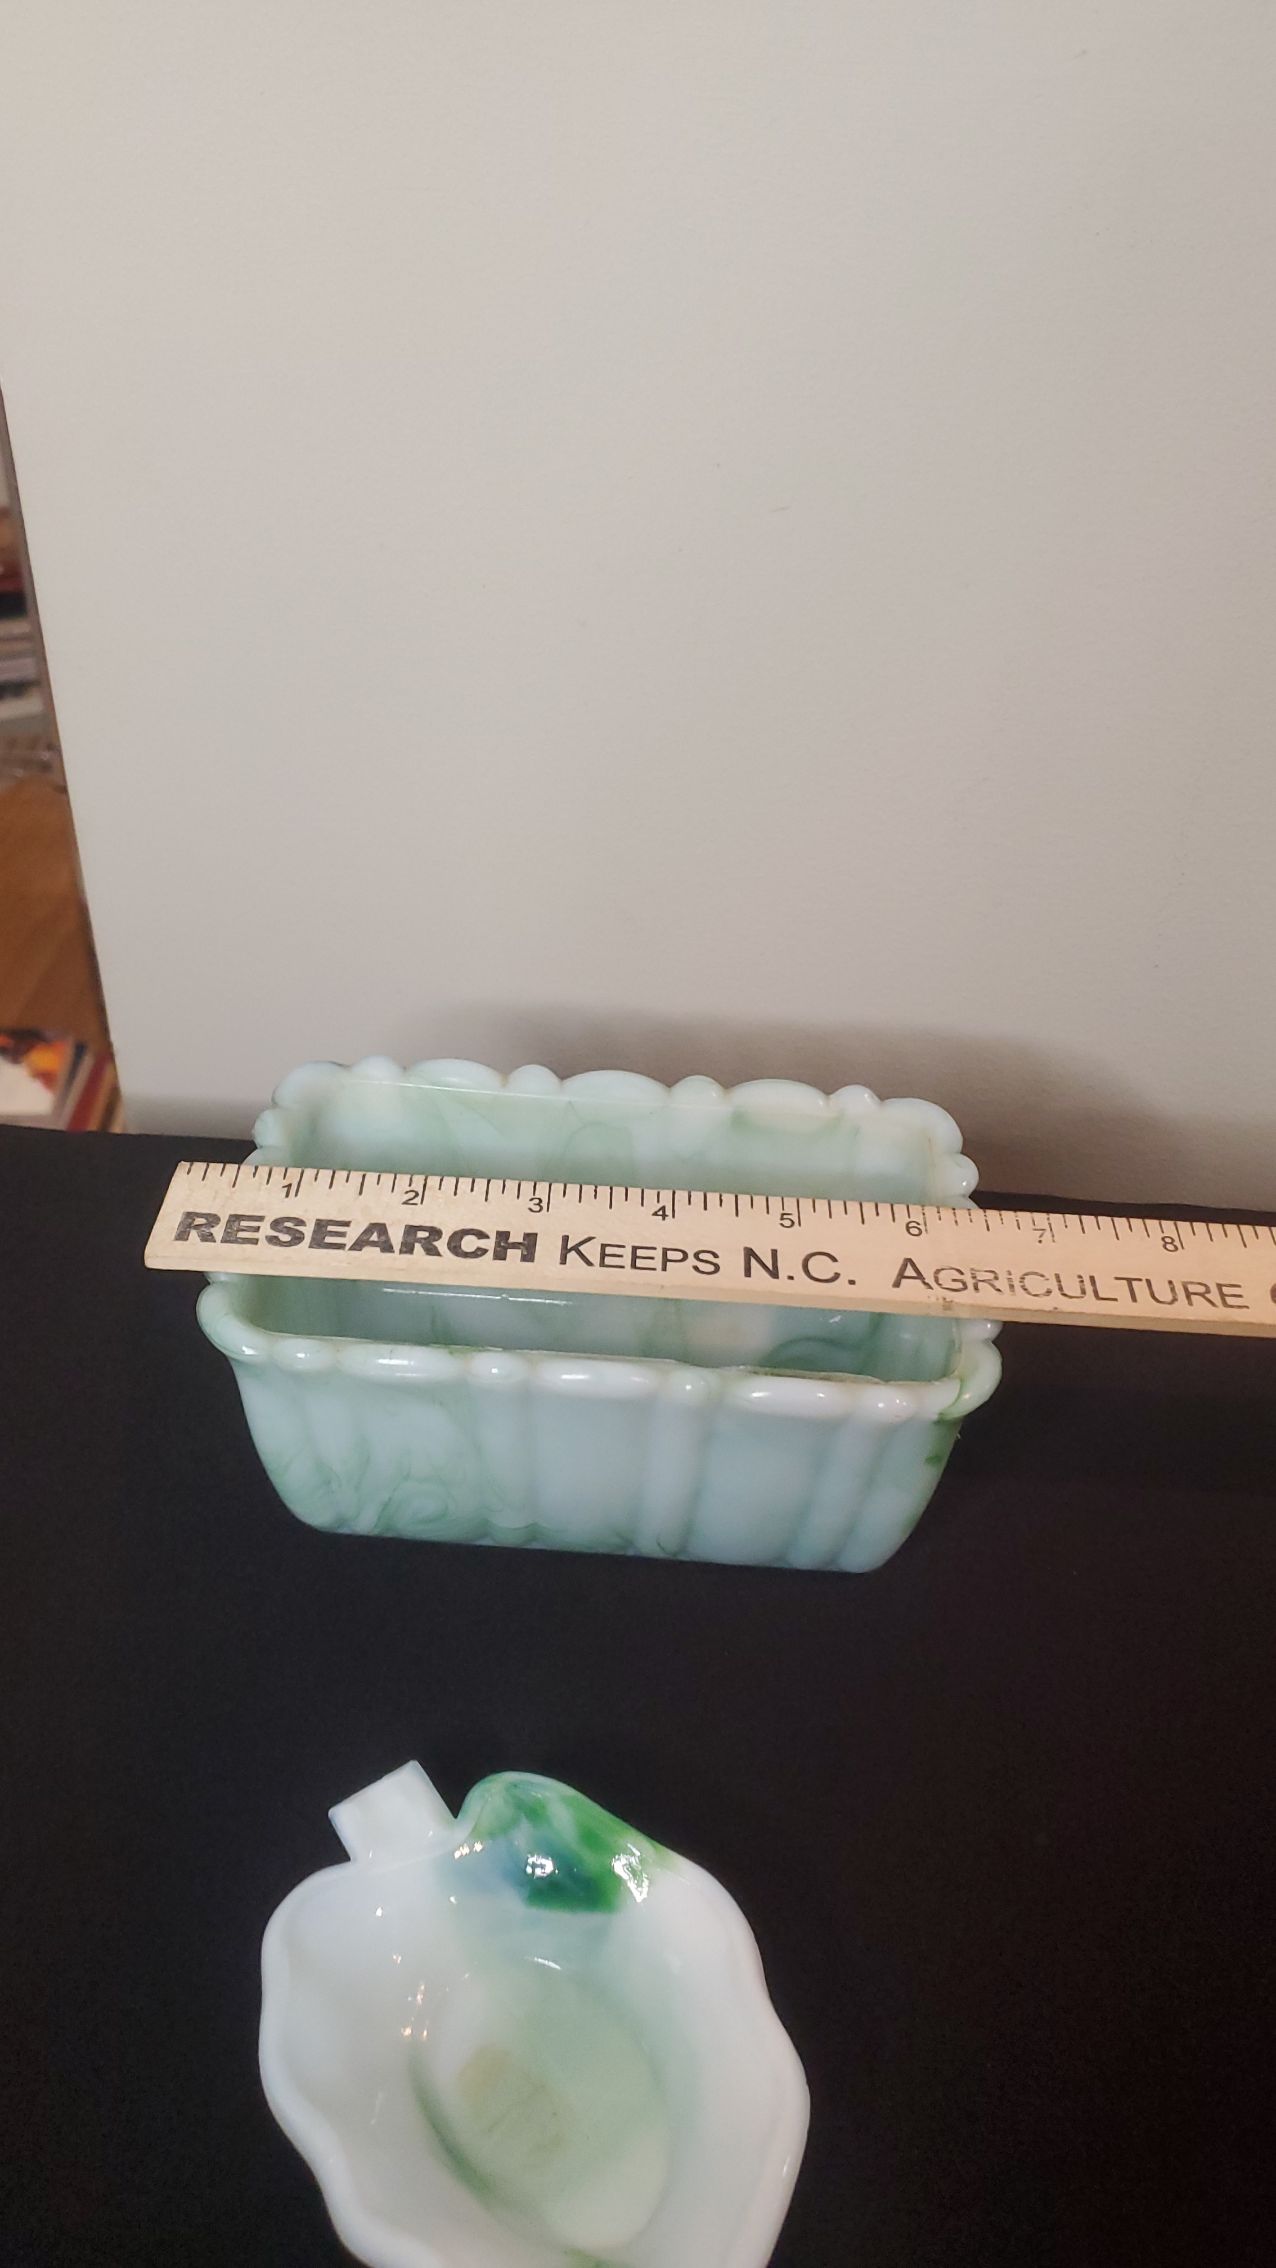 1 2 3 4 5 6 7 8
RESEARCH KEEPS N.C. AGRICULTURE